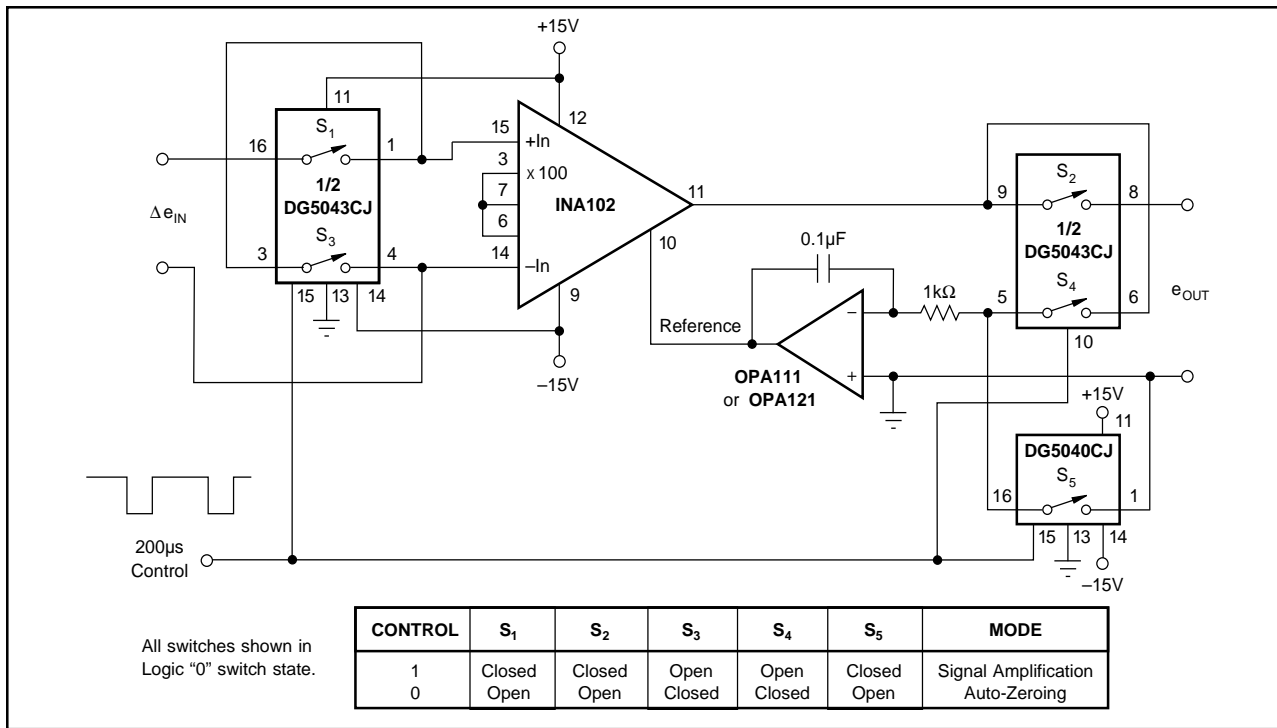 +15V
11
12
S1
16
1
1/2
DG5043CJ
ΔeIN
S3
3
4
15
13
14
15
+In
3
x 100
7
6
14
–In
INA102
11
10
9
–15V
0.1µF
1kΩ
Reference
–
+
OPA111
or OPA121
S2
9
8
1/2
DG5043CJ
S4
5
6
10
eOUT
+15V
11
DG5040CJ
S5
16
1
15
13
14
–15V
200µs
Control
All switches shown in
Logic “0” switch state.
CONTROL S1 S2 S3 S4 S5 MODE
1 Closed Closed Open Open Closed Signal Amplification
0 Open Open Closed Closed Open Auto-Zeroing